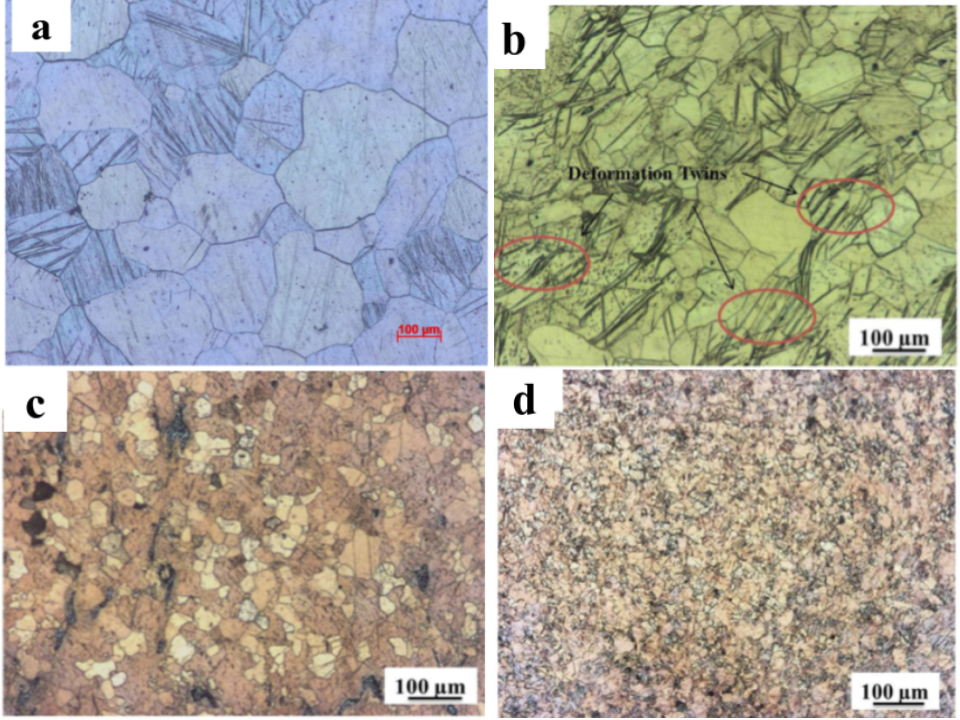 a
b
Deformation Twins
100 µm
100 µm
c
d
100 µm
100 µm